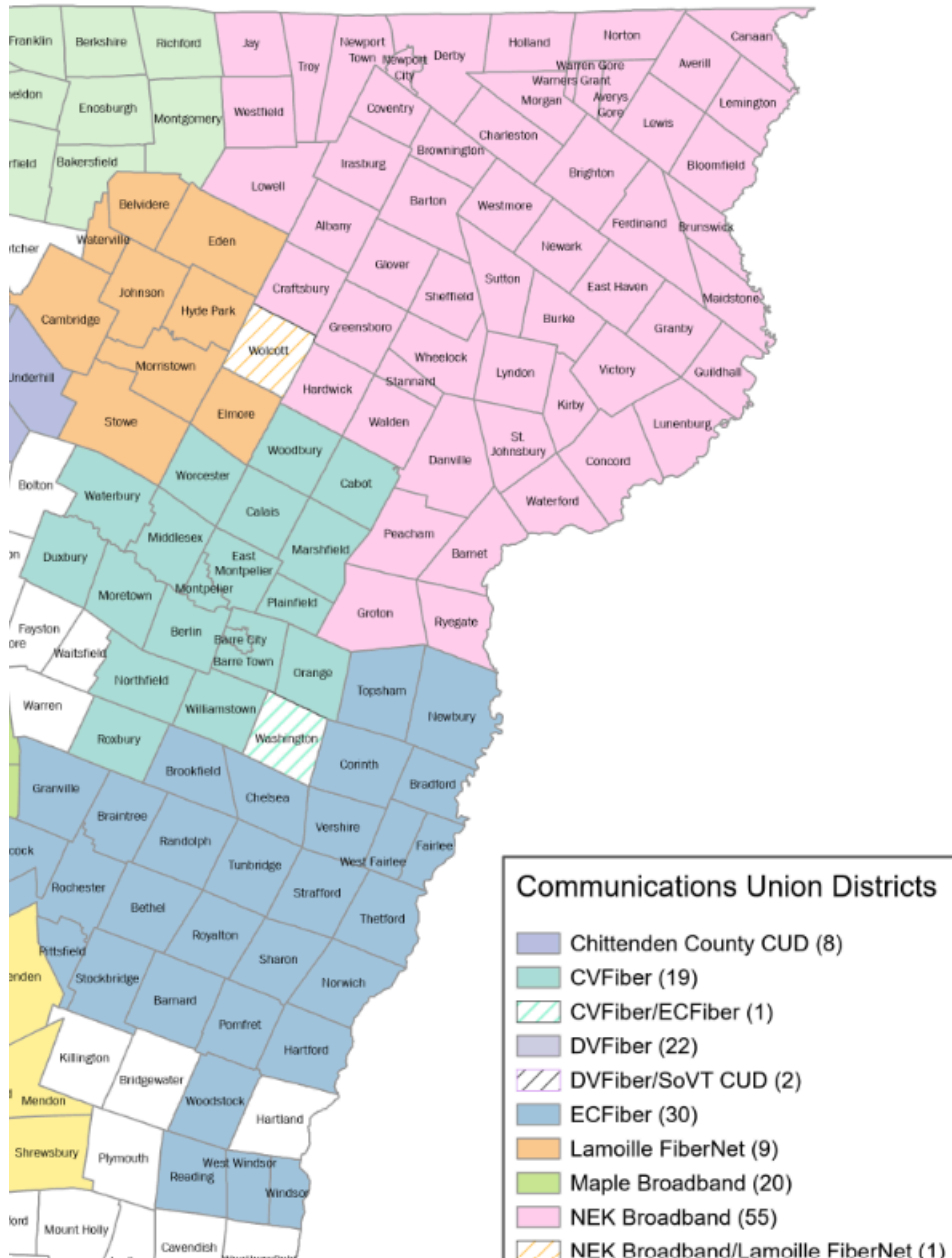 Franklin
Berkshire
Richford
Jay
Troy
Newport
Town
Newport
City
Derby
Holland
Norton
Canaan
Warren Gore
Averill
Warners Grant
Morgan
Averys
Gore
Lewis
Lemington
eldon
Enosburgh
Montgomery
Westfield
Coventry
Charleston
Brownington
Bloomfield
rfield
Bakersfield
Lowell
Irasburg
Brighton
Barton
Westmore
Ferdinand
Brunswick
Belvidere
Waterville
Eden
Albany
Newark
etcher
Glover
Sutton
East Haven
Maidstone
Johnson
Hyde Park
Craftsbury
Sheffield
Cambridge
Greensboro
Burke
Granby
Wolcott
Wheelock
Morristown
Stannard
Lyndon
Victory
Guildhall
Underhill
Hardwick
Kirby
Stowe
Elmore
Walden
Lunenburg
St.
Johnsbury
Woodbury
Danville
Concord
Worcester
Cabot
Bolton
Waterbury
Waterford
Calais
Middlesex
Peacham
Marshfield
East
Montpelier
Barnet
Duxbury
Montpelier
Moretown
Plainfield
Groton
Ryegate
Fayston
ore
Berlin
Barre City
Waitsfield
Barre Town
Orange
Northfield
Topsham
Warren
Williamstown
Newbury
Roxbury
Washington
Corinth
Brookfield
Bradford
Granville
Chelsea
Braintree
Vershire
Randolph
Fairlee
cock
Tunbridge
West Fairlee
Rochester
Strafford
Bethel
Thetford
Royalton
Pittsfield
Sharon
Stockbridge
Norwich
enden
Barnard
Pomfret
Hartford
Killington
Bridgewater
Woodstock
Hartland
Mendon
Shrewsbury
Plymouth
West Windsor
Reading
Windsor
ford
Mount Holly
Cavendish
Communications Union Districts
Chittenden County CUD (8)
CVFiber (19)
CVFiber/ECFiber (1)
DVFiber (22)
DVFiber/SoVT CUD (2)
ECFiber (30)
Lamoille FiberNet (9)
Maple Broadband (20)
NEK Broadband (55)
NEK Broadband/Lamoille FiberNet (1)